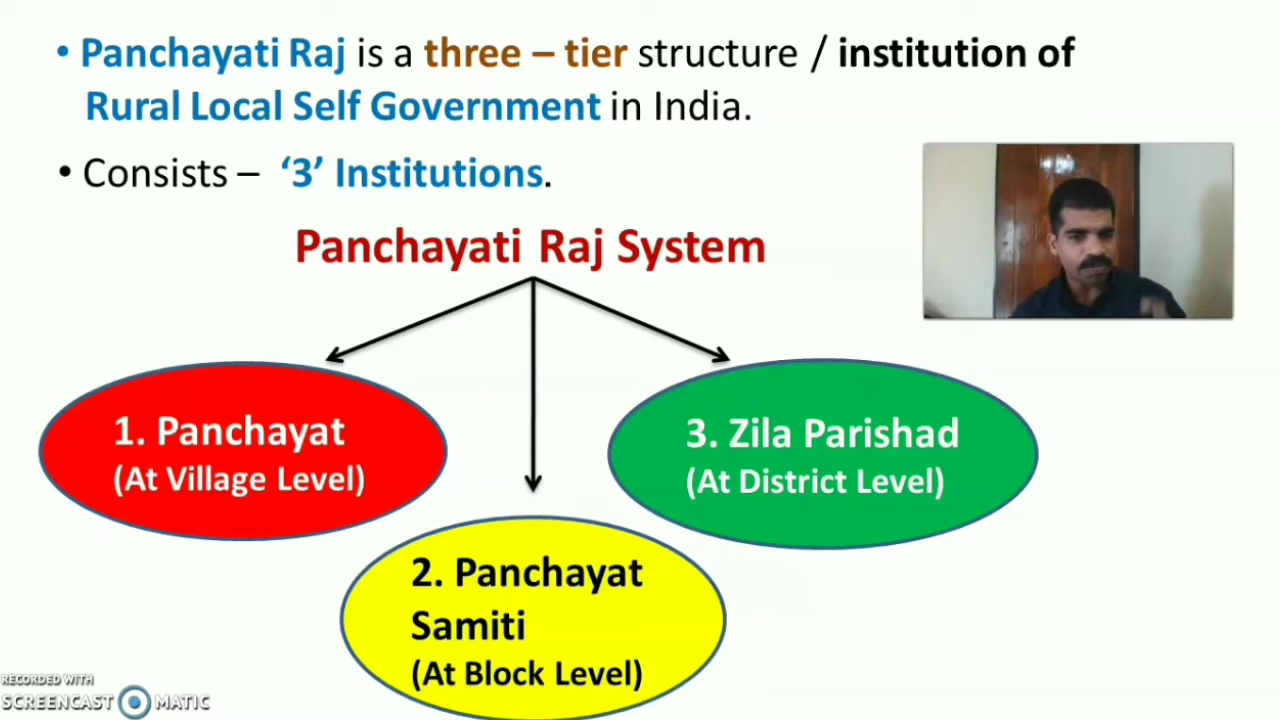 • Panchayati Raj is a three – tier structure / institution of
Rural Local Self Government in India.
• Consists – ‘3’ Institutions.
Panchayati Raj System
1. Panchayat
(At Village Level)
3. Zila Parishad
(At District Level)
2. Panchayat
Samiti
(At Block Level)
RECORDED WITH
SCREENCAST MATIC